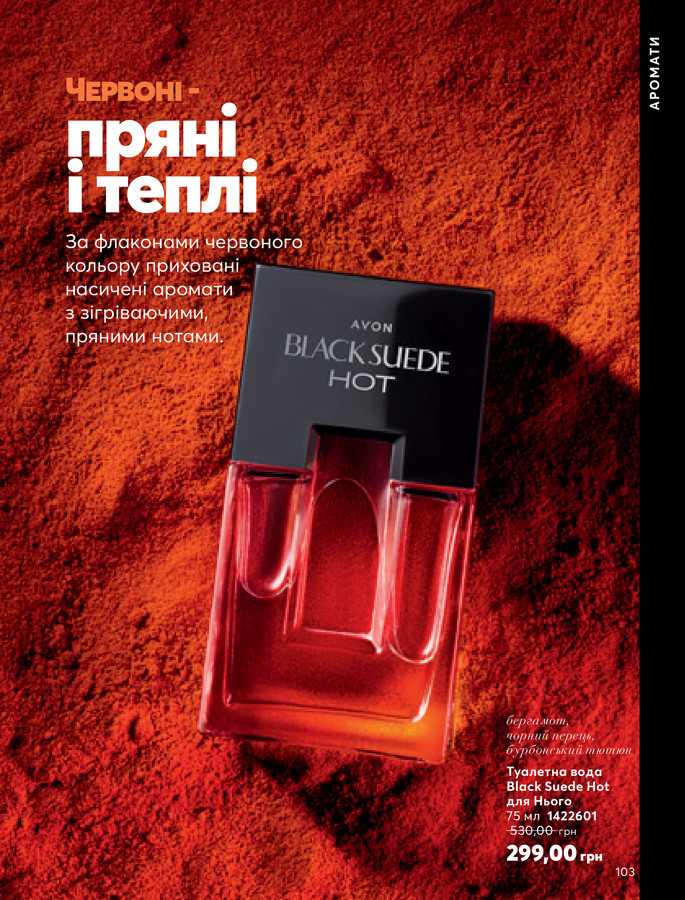 АРОМАТИ
ЧЕРВОНІ -
пряні
і теплі
За флаконами червоного
кольору приховані
насичені аромати
з зігріваючими,
пряними нотами.
AVON
BLACK SUEDE
HOT
бергамот,
чорний перець,
бурбонський тютюн
Туалетна вода
Black Suede Hot
для Нього
75 мл 1422601
530,00 грн
299,00 грн
103